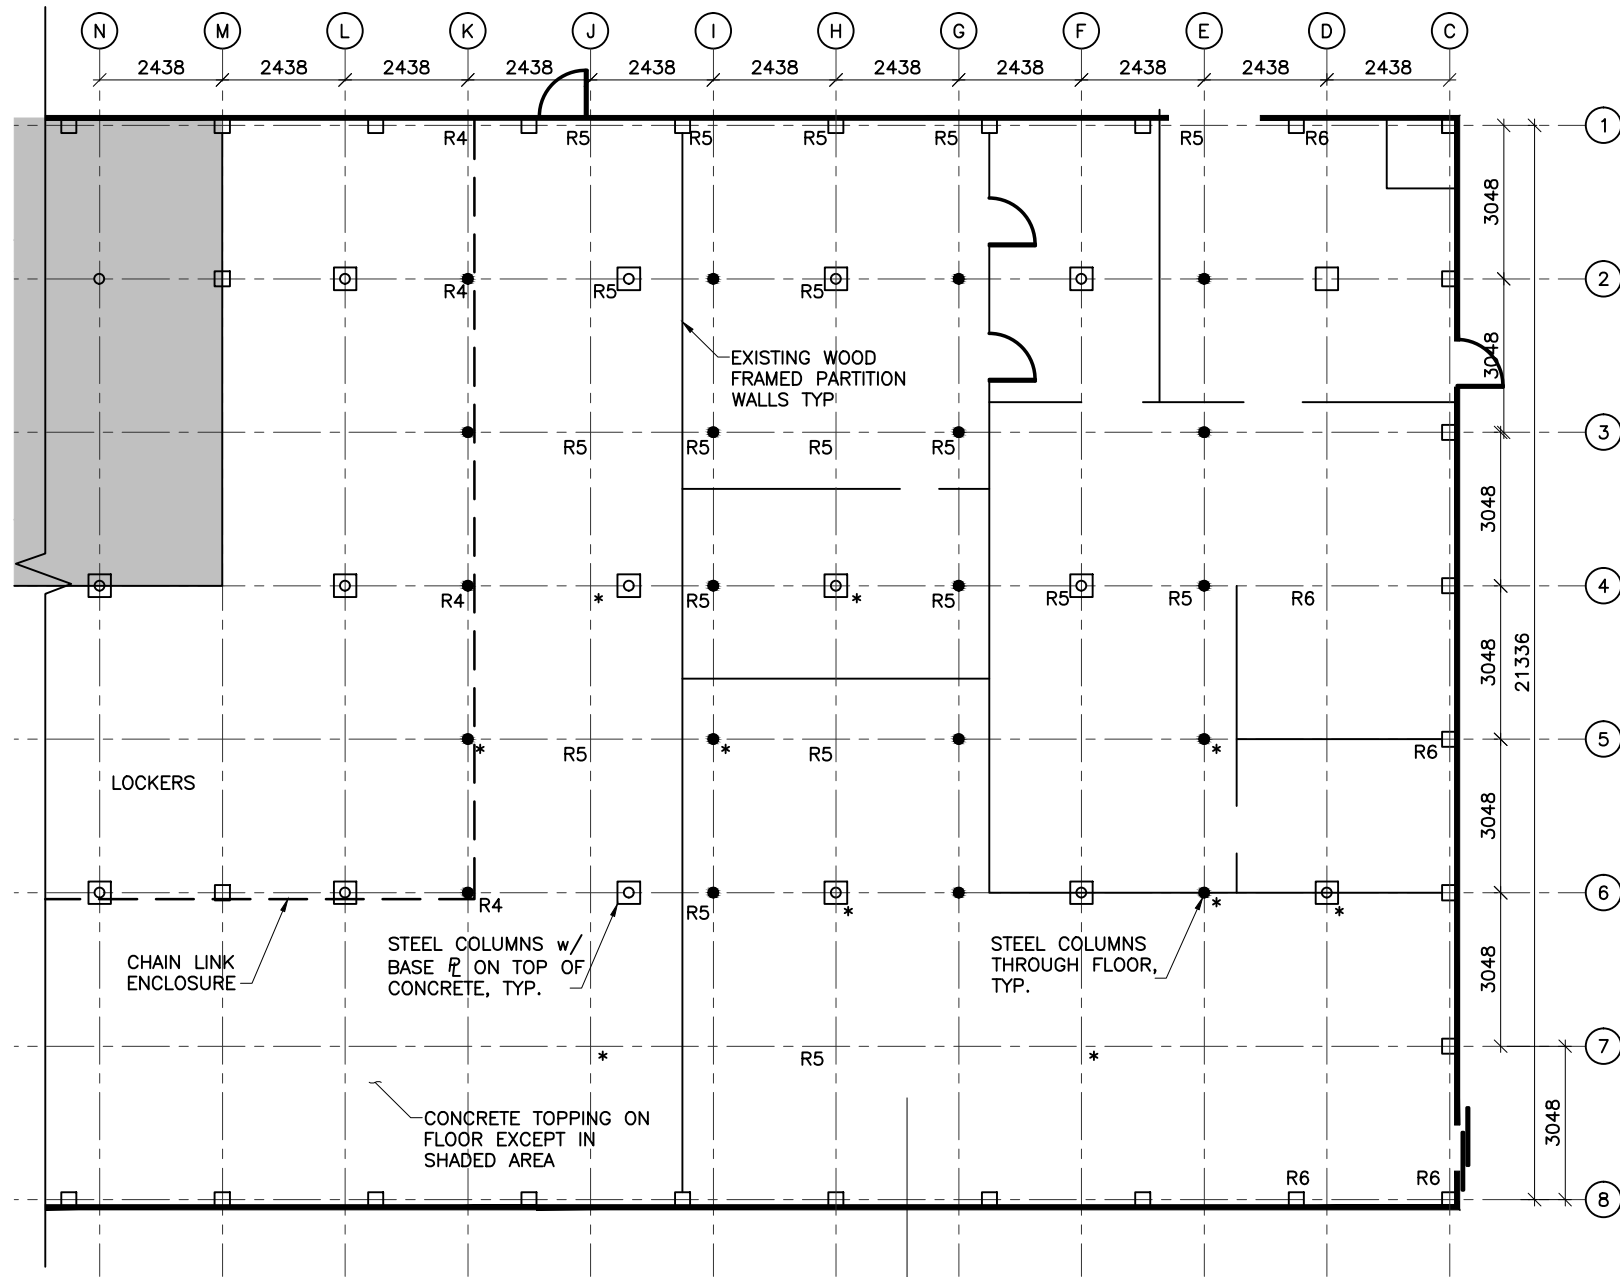 N M L K J I H G F E D C
2438 2438 2438 2438 2438 2438 2438 2438 2438 2438 2438
1
R4 R5 R5 R5 R5 R5 R6
3048
2
R4 R5 R5
3048
EXISTING WOOD
FRAMED PARTITION
WALLS TYP
3
R5 R5 R5 R5
3048
4
R4 * R5 * R5 R5 R5 R6
3048
21336
5
* R5 * R5 * R6
LOCKERS
3048
6
R4 R5 * * *
STEEL COLUMNS w/
BASE ⅊ ON TOP OF
CONCRETE, TYP.
STEEL COLUMNS
THROUGH FLOOR,
TYP.
CHAIN LINK
ENCLOSURE
3048
7
* R5 *
CONCRETE TOPPING ON
FLOOR EXCEPT IN
SHADED AREA
3048
R6 R6
8